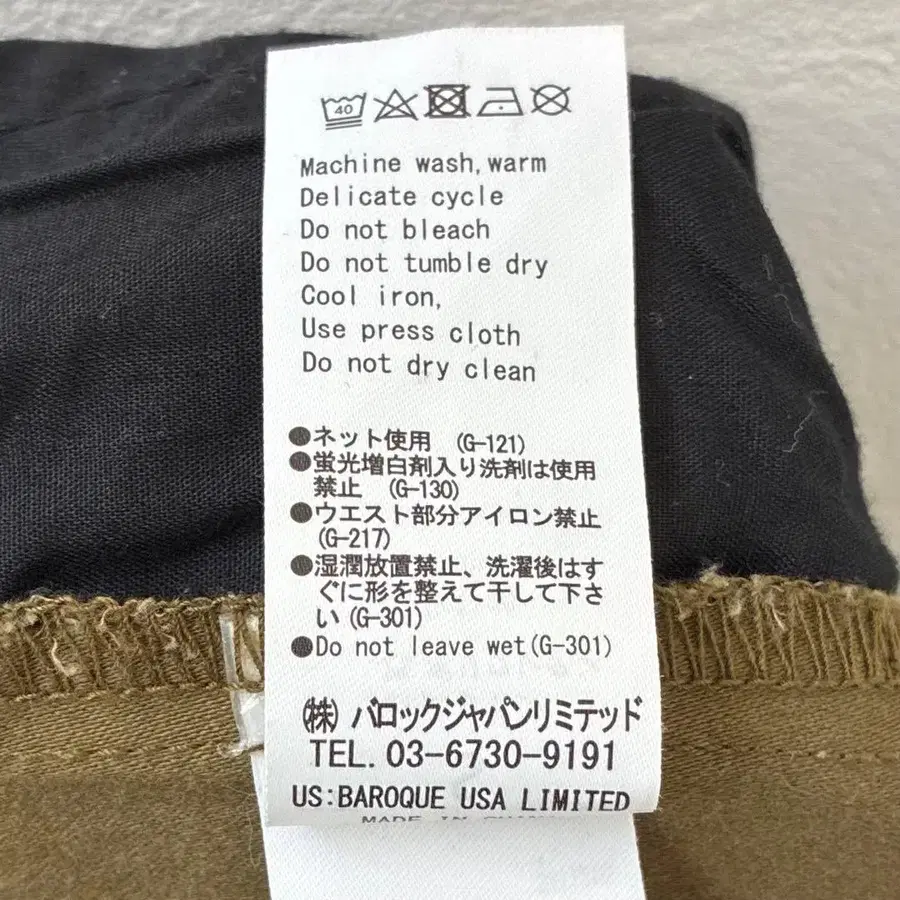 40
Machine wash, warm
Delicate cycle
Do not bleach
Do not tumble dry
Cool iron,
Use press cloth
Do not dry clean
●ネット使用 (G-121)
●蛍光増白剤入り洗剤は使用
禁止 (G-130)
●ウエスト部分アイロン禁止
(G-217)
●湿潤放置禁止、洗濯後はす
ぐに形を整えて干して下さ
い(G-301)
●Do not leave wet(G-301)
(株) バロックジャパンリミテッド
TEL. 03-6730-9191
US:BAROQUE USA LIMITED
MADE IN